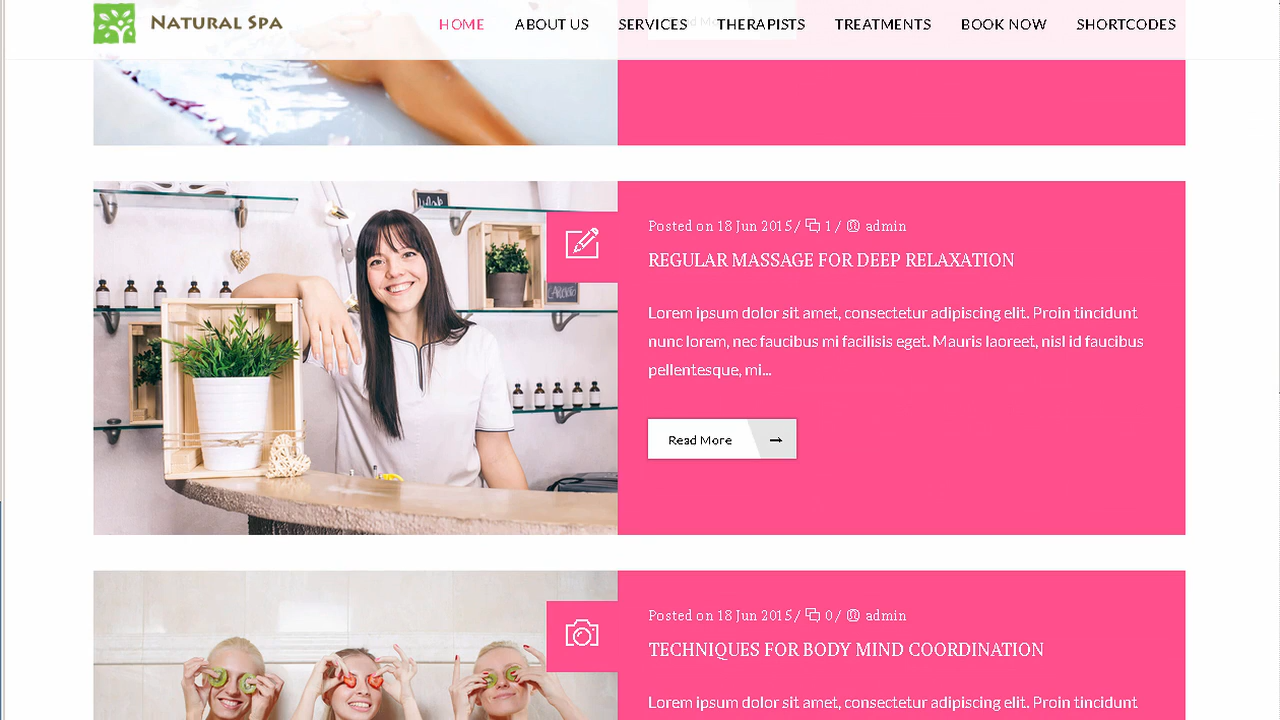 Natural Spa
HOME ABOUT US SERVICES THERAPISTS TREATMENTS BOOK NOW SHORTCODES
Posted on 18 Jun 2015 / 1 / admin
REGULAR MASSAGE FOR DEEP RELAXATION
Lorem ipsum dolor sit amet, consectetur adipiscing elit. Proin tincidunt
nunc lorem, nec faucibus mi facilisis eget. Mauris laoreet, nisl id faucibus
pellentesque, mi...
Read More
Posted on 18 Jun 2015 / 0 / admin
TECHNIQUES FOR BODY MIND COORDINATION
Lorem ipsum dolor sit amet, consectetur adipiscing elit. Proin tincidunt